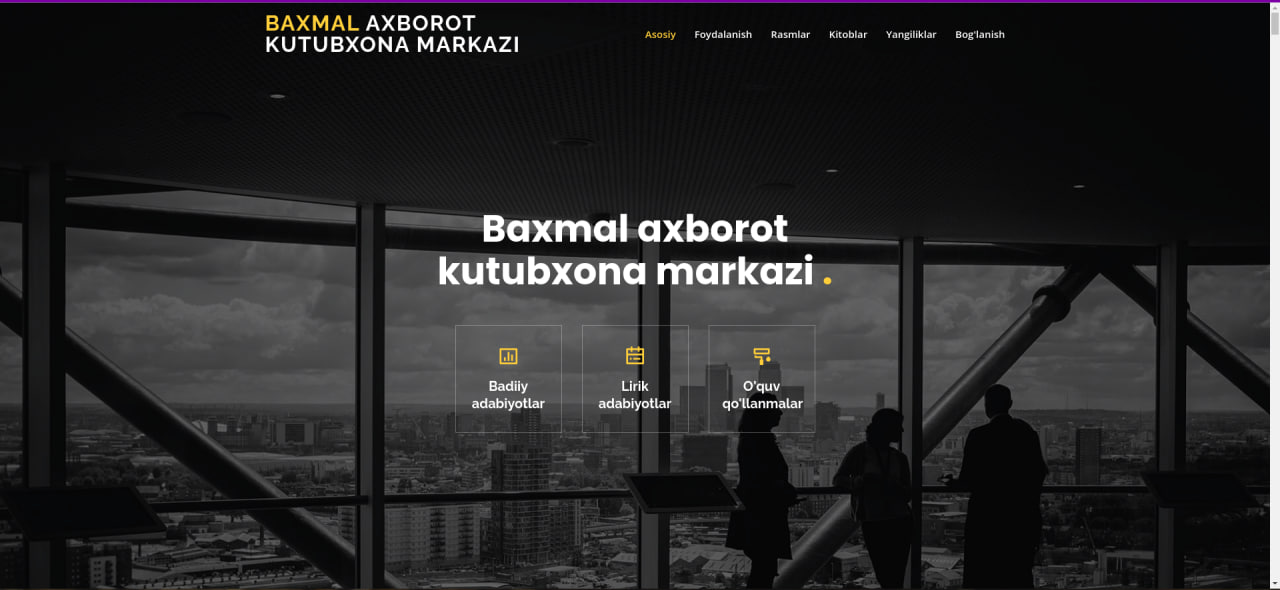 BAXMAL AXBOROT
KUTUBXONA MARKAZI
Asosiy Foydalanish Rasmlar Kitoblar Yangiliklar Bog'lanish
Baxmal axborot
kutubxona markazi .
Badiiy
adabiyotlar
Lirik
adabiyotlar
O'quv
qo'llanmalar